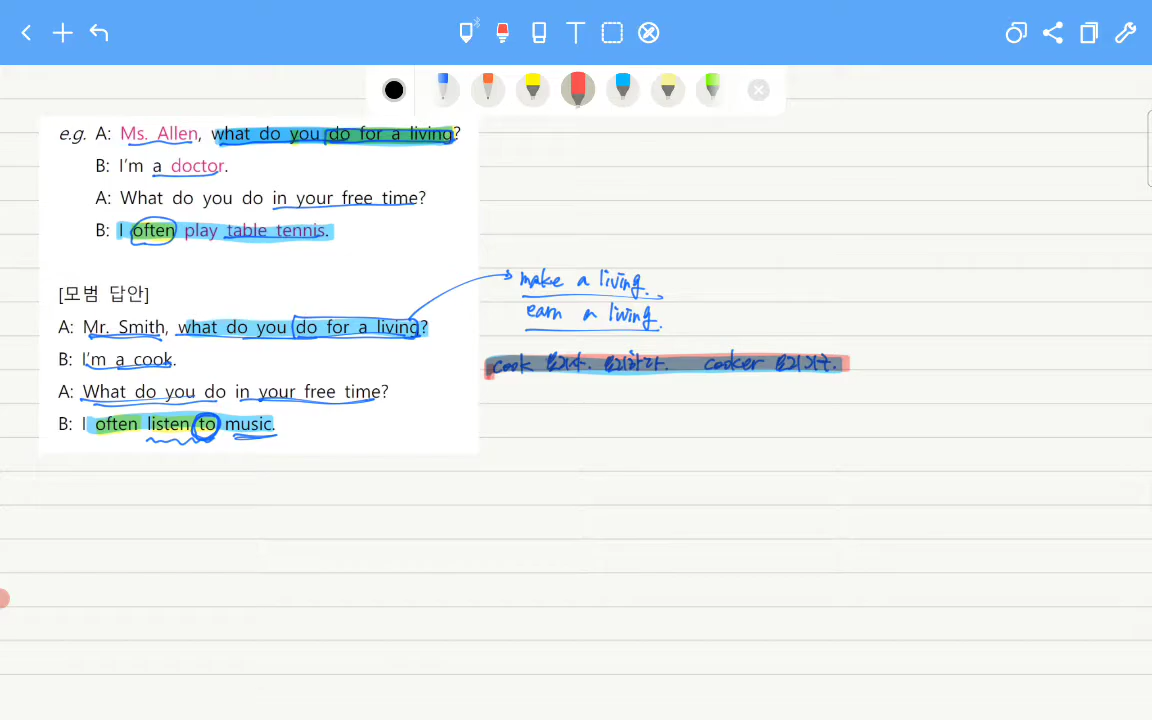 e.g. A: Ms. Allen, what do you do for a living?
B: I'm a doctor.
A: What do you do in your free time?
B: I often play table tennis.
[모범 답안]
A: Mr. Smith, what do you do for a living?
B: I'm a cook.
A: What do you do in your free time?
B: I often listen to music.
make a living.
earn a living.
cook 요리사. 요리하다. cooker 요리기구.